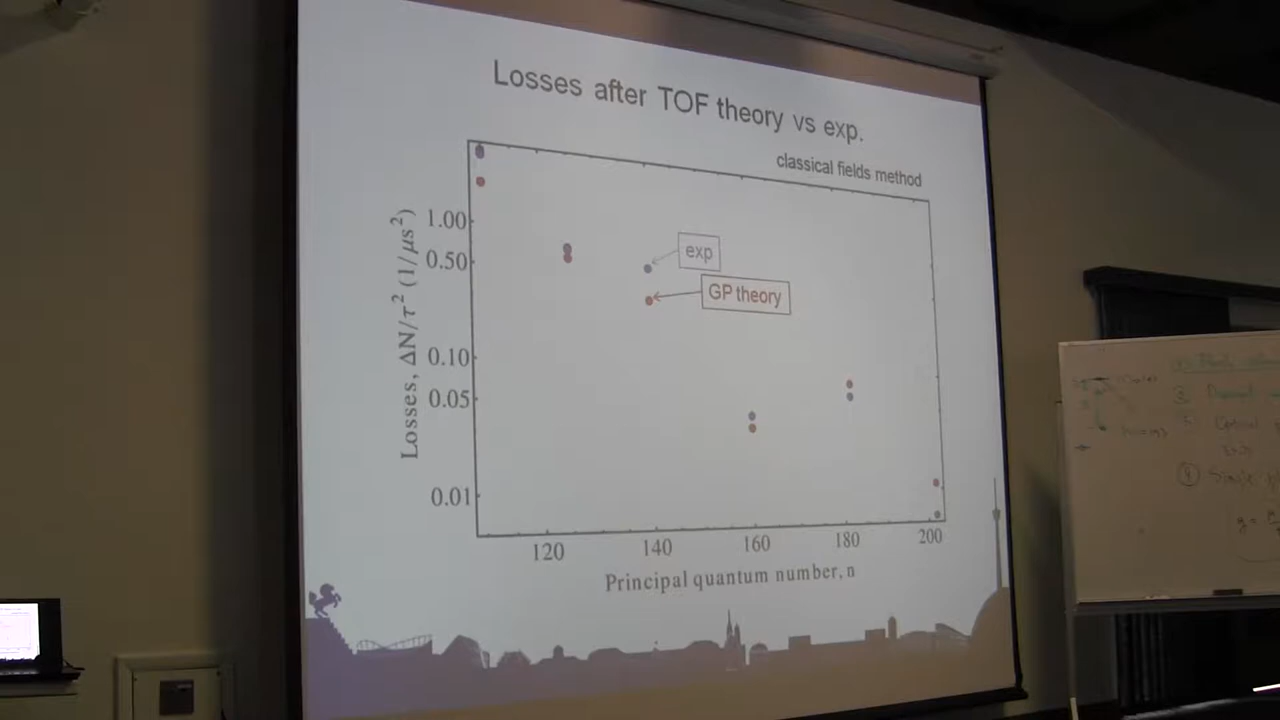 Losses after TOF theory vs exp.
classical fields method
Losses, ΔN/τ² (1/μs²)
1.00
0.50
0.10
0.05
0.01
exp
GP theory
120
140
160
180
200
Principal quantum number, n